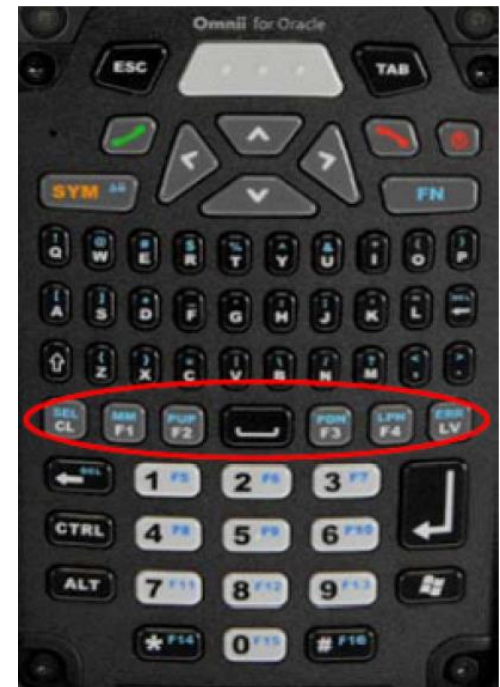 Omnii for Oracle
ESC TAB
SYM FN
! @ # $ % ^ & * ( )
Q W E R T Y U I O P
DEL
A S D F G H J K L
Z X C V B N M , .
SEL MM PUP PDN LPN ERR
CL F1 F2 F3 F4 LV
DEL 1 F5 2 F6 3 F7
CTRL 4 F8 5 F9 6 F10
ALT 7 F11 8 F12 9 F13
* F14 0 F15 # F16